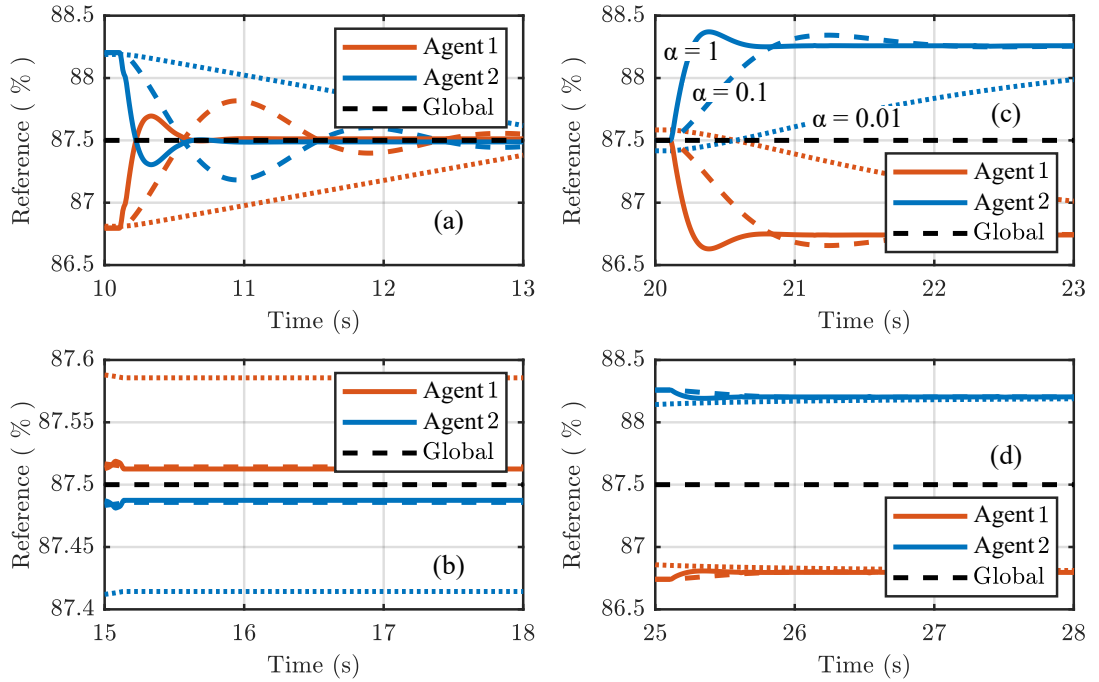 88.5
88
87.5
87
86.5
Reference ( % )
Agent 1
Agent 2
Global
(a)
10
11
12
13
Time (s)
88.5
88
87.5
87
86.5
Reference ( % )
α = 1
α = 0.1
α = 0.01
(c)
Agent 1
Agent 2
Global
20
21
22
23
Time (s)
87.6
87.55
87.5
87.45
87.4
Reference ( % )
Agent 1
Agent 2
Global
(b)
15
16
17
18
Time (s)
88.5
88
87.5
87
86.5
Reference ( % )
(d)
Agent 1
Agent 2
Global
25
26
27
28
Time (s)